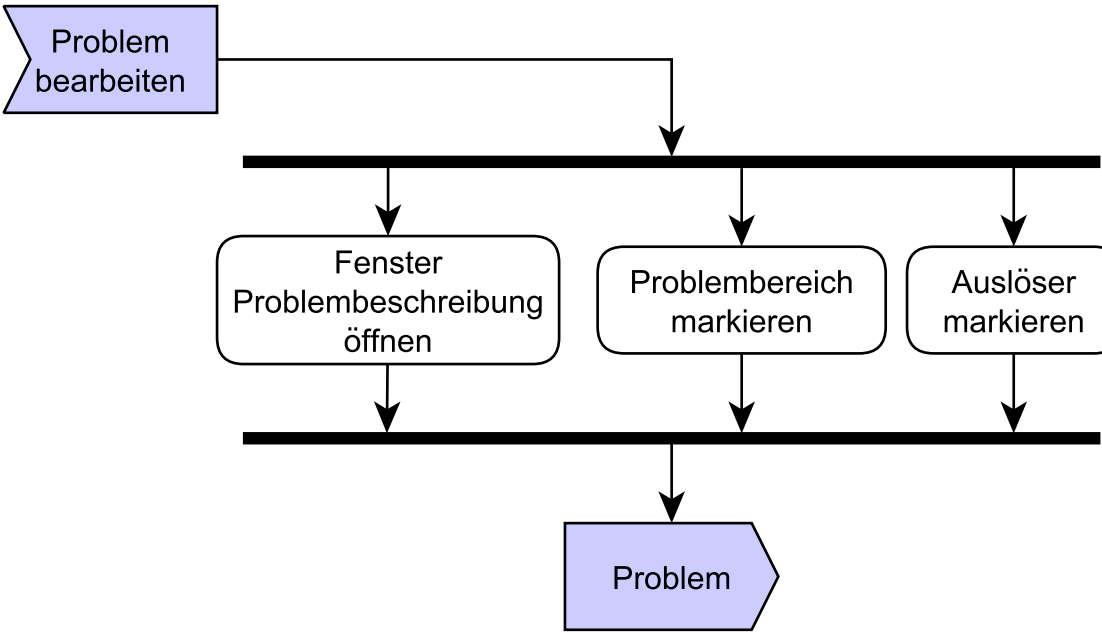 Problem
bearbeiten
Fenster
Problembeschreibung
öffnen
Problembereich
markieren
Auslöser
markieren
Problem